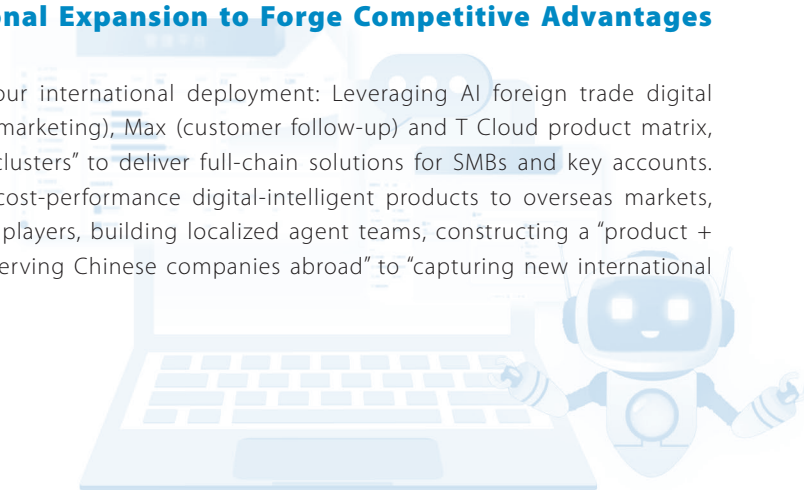 onal Expansion to Forge Competitive Advantages
our international deployment: Leveraging AI foreign trade digital
marketing), Max (customer follow-up) and T Cloud product matrix,
clusters” to deliver full-chain solutions for SMBs and key accounts.
cost-performance digital-intelligent products to overseas markets,
players, building localized agent teams, constructing a “product +
erving Chinese companies abroad” to “capturing new international